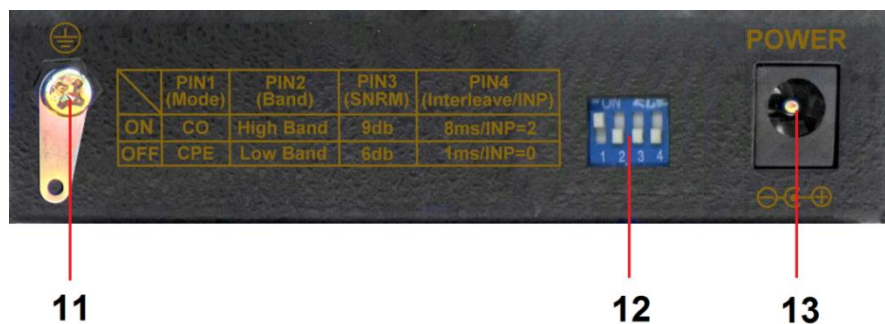 POWER
PIN1 PIN2 PIN3 PIN4
(Mode) (Band) (SNRM) (Interleave/INP)
ON CO High Band 9db 8ms/INP=2
OFF CPE Low Band 6db 1ms/INP=0
ON
1 2 3 4
11 12 13